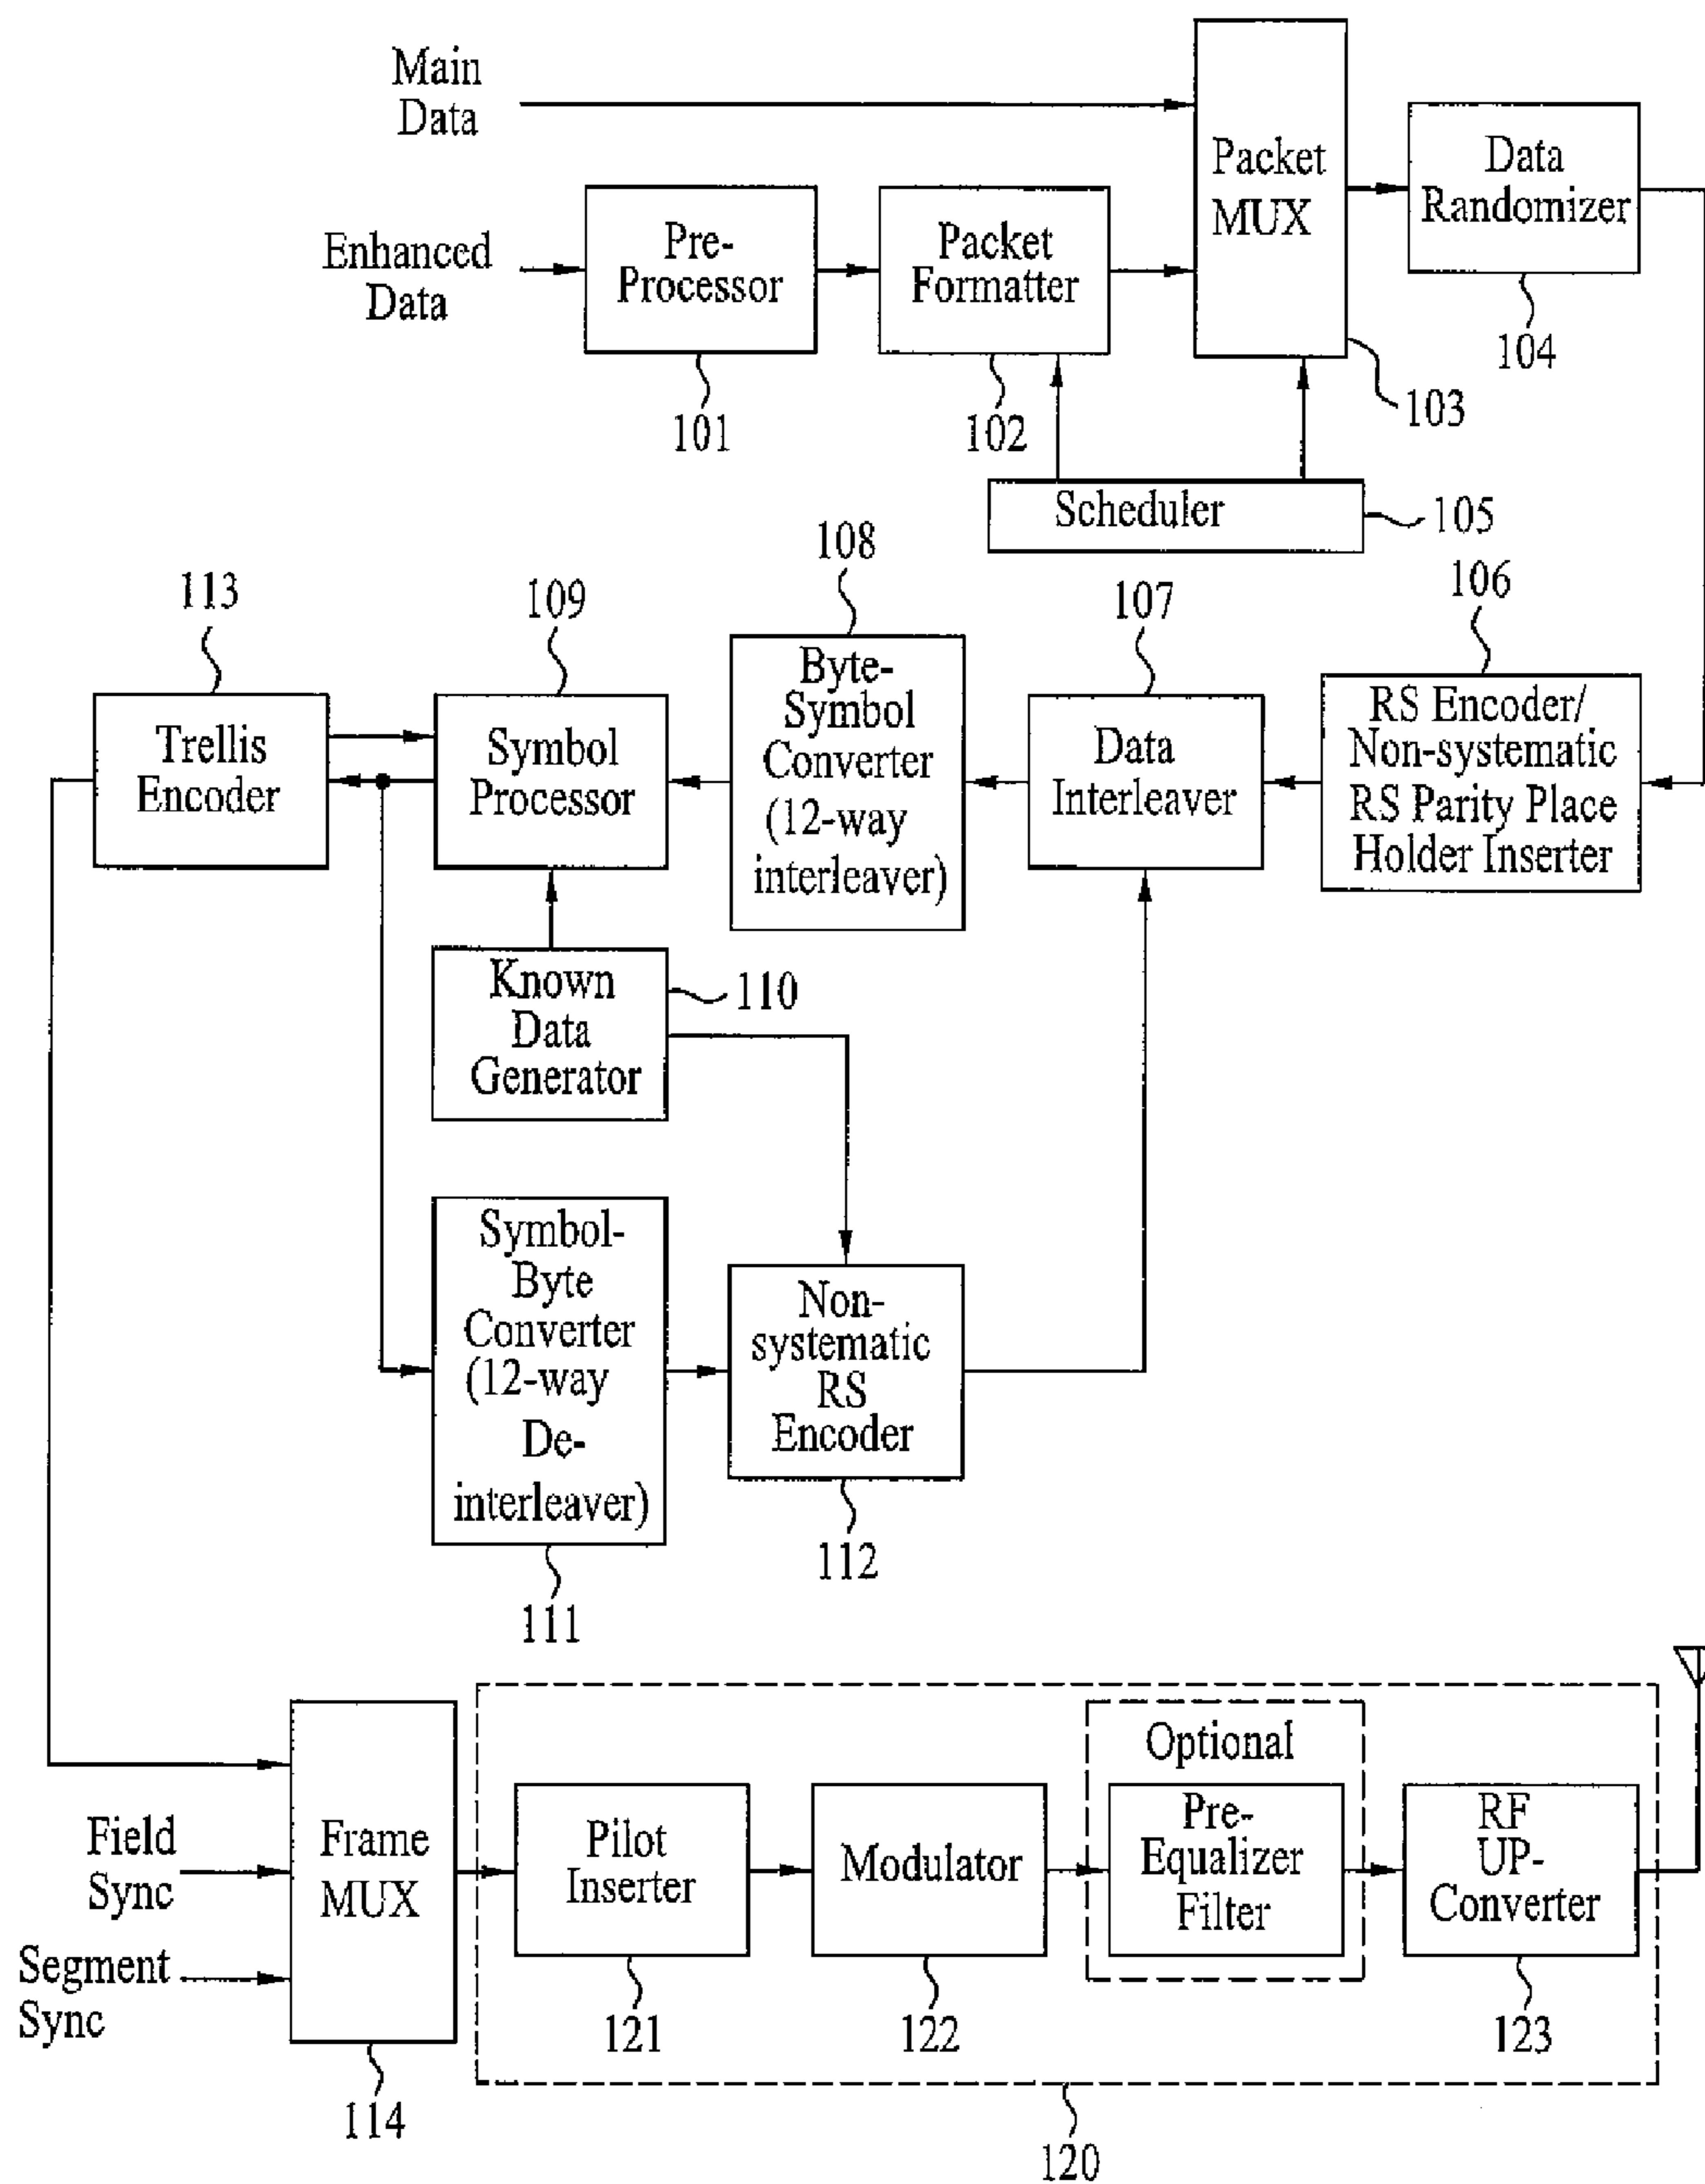 Main
Data
Enhanced
Data
Pre-
Processor
101
Packet
Formatter
102
Packet
MUX
103
Data
Randomizer
104
Scheduler
105
106
RS Encoder/
Non-systematic
RS Parity Place
Holder Inserter
107
Data
Interleaver
108
Byte-
Symbol
Converter
(12-way
interleaver)
109
Symbol
Processor
113
Trellis
Encoder
Known
Data
Generator
110
Symbol-
Byte
Converter
(12-way
De-
interleaver)
111
Non-
systematic
RS
Encoder
112
Field
Sync
Segment
Sync
Frame
MUX
114
Pilot
Inserter
121
Modulator
122
Optional
Pre-
Equalizer
Filter
RF
UP-
Converter
123
120